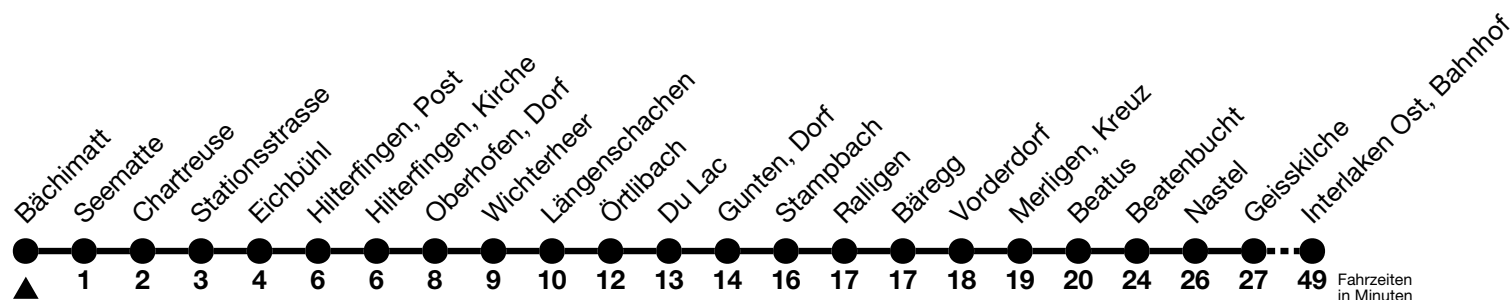 Bächimatt
Seematte
Chartreuse
Stationsstrasse
Eichbühl
Hilterfingen, Post
Hilterfingen, Kirche
Oberhofen, Dorf
Wichterheer
Längenschachen
Örtlibach
Du Lac
Gunten, Dorf
Stampbach
Ralligen
Bäregg
Vorderdorf
Merligen, Kreuz
Beatus
Beatenbucht
Nastel
Geisskilche
Interlaken Ost, Bahnhof
1 2 3 4 6 6 8 9 10 12 13 14 16 17 17 18 19 20 24 26 27 49 Fahrzeiten
in Minuten